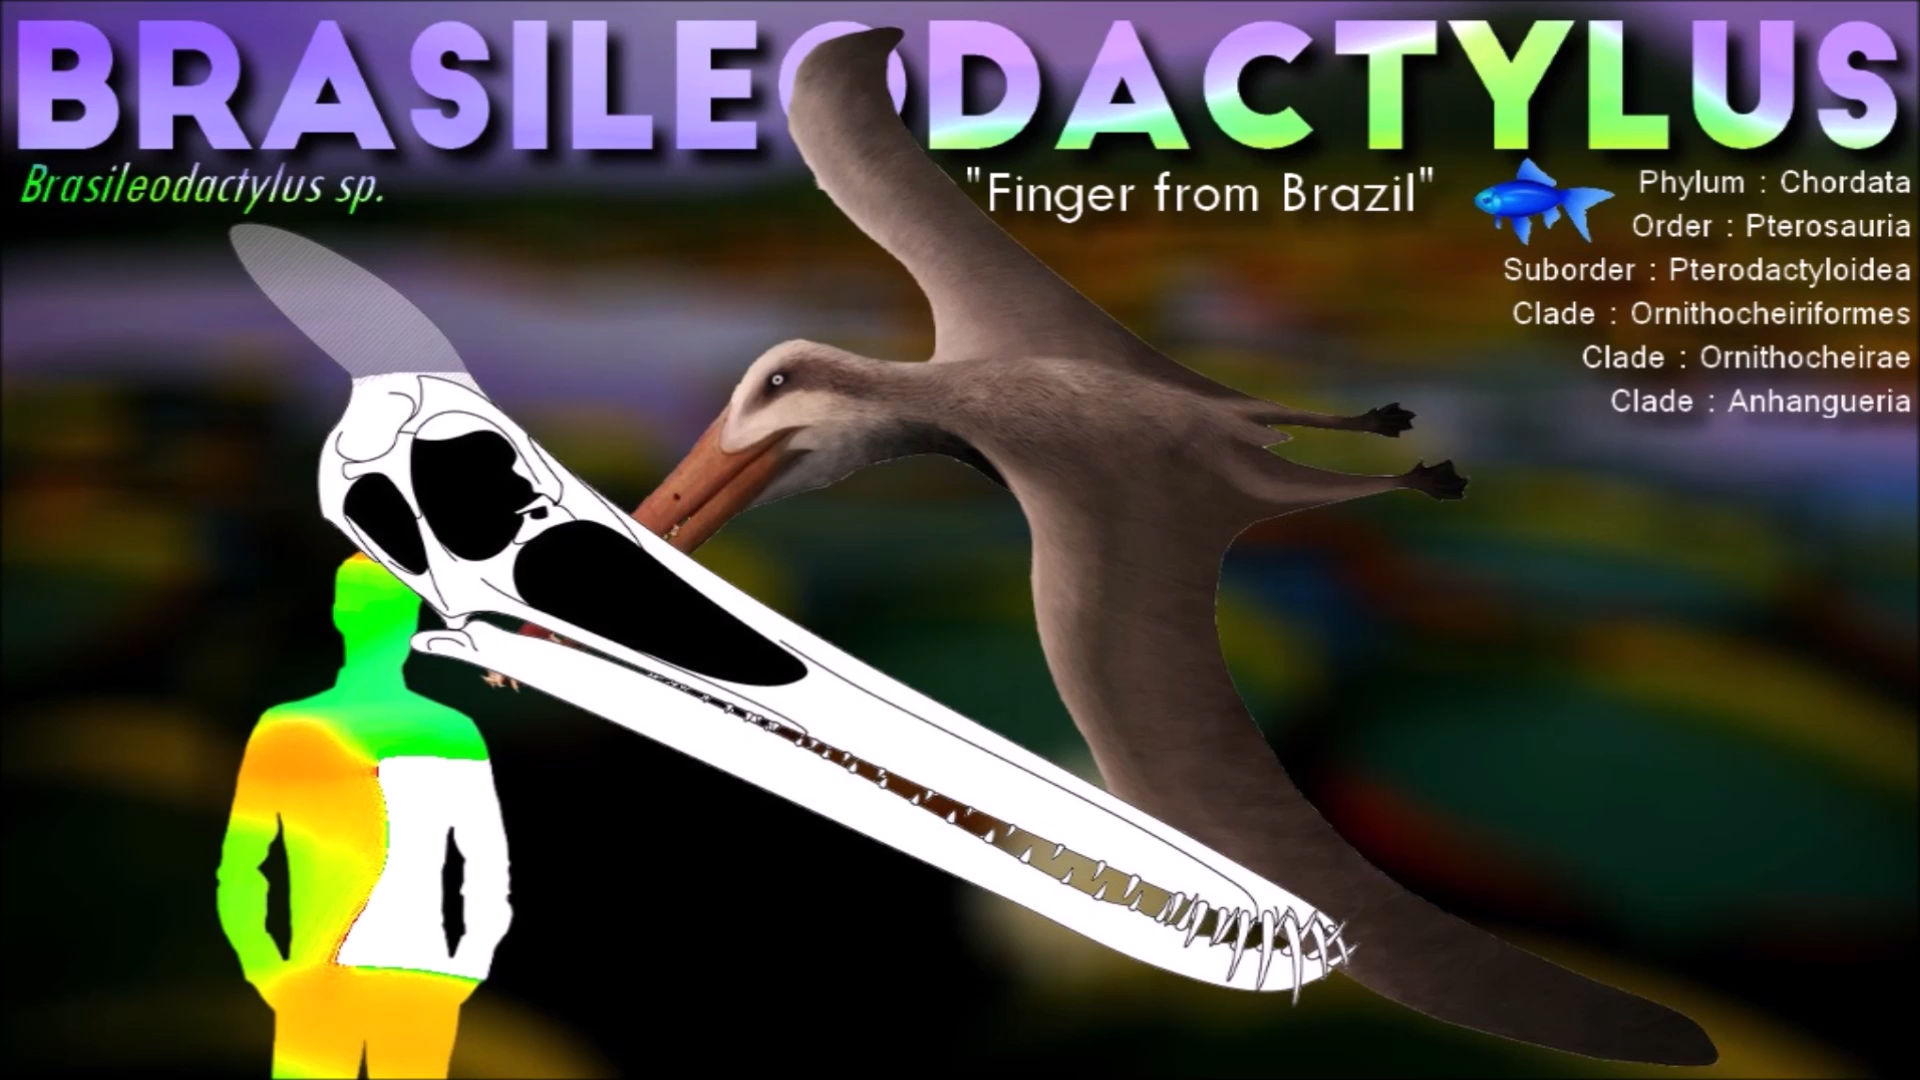 BRASILEODACTYLUS
Brasileodactylus sp.
"Finger from Brazil"
Phylum : Chordata
Order : Pterosauria
Suborder : Pterodactyloidea
Clade : Ornithocheiriformes
Clade : Ornithocheirae
Clade : Anhangueria